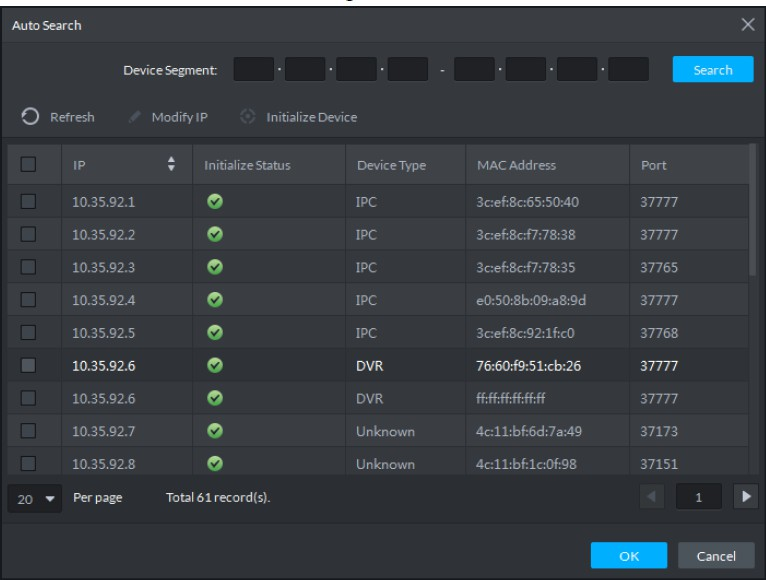 Auto Search
Device Segment: . . . - . . .
Search
Refresh Modify IP Initialize Device
IP Initialize Status Device Type MAC Address Port
10.35.92.1 IPC 3c:ef:8c:65:50:40 37777
10.35.92.2 IPC 3c:ef:8c:f7:78:38 37777
10.35.92.3 IPC 3c:ef:8c:f7:78:35 37765
10.35.92.4 IPC e0:50:8b:09:a8:9d 37777
10.35.92.5 IPC 3c:ef:8c:92:1f:c0 37768
10.35.92.6 DVR 76:60:f9:51:cb:26 37777
10.35.92.6 DVR ff:ff:ff:ff:ff:ff 37777
10.35.92.7 Unknown 4c:11:bf:6d:7a:49 37173
10.35.92.8 Unknown 4c:11:bf:1c:0f:98 37151
20 Per page Total 61 record(s). 1
OK Cancel